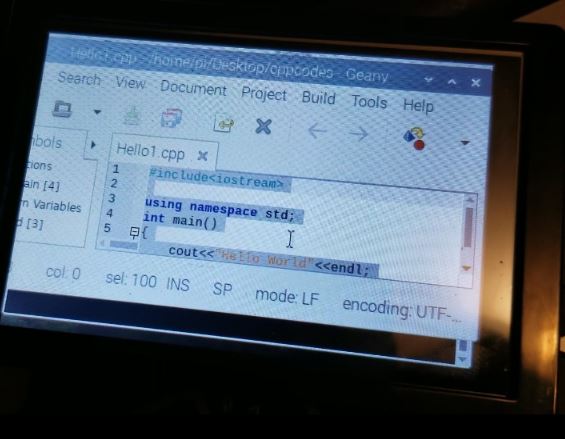 Hello1.cpp - /home/pi/Desktop/cppcodes - Geany
Search View Document Project Build Tools Help
bols
Hello1.cpp
ions
ain [4]
n Variables
d [3]
1 #include<iostream>
2
3 using namespace std;
4 int main()
5 {
cout<<"Hello World"<<endl;
col: 0 sel: 100 INS SP mode: LF encoding: UTF-...